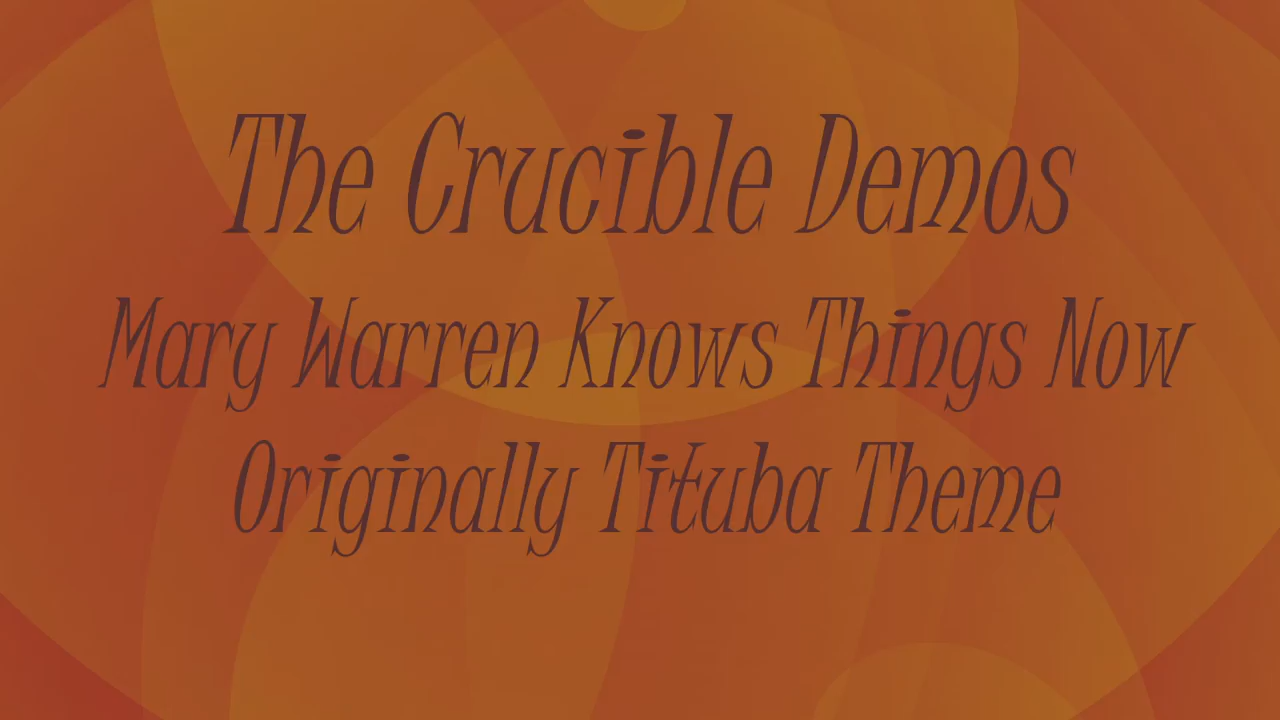 The Crucible Demos
Mary Warren Knows Things Now
Originally Tituba Theme